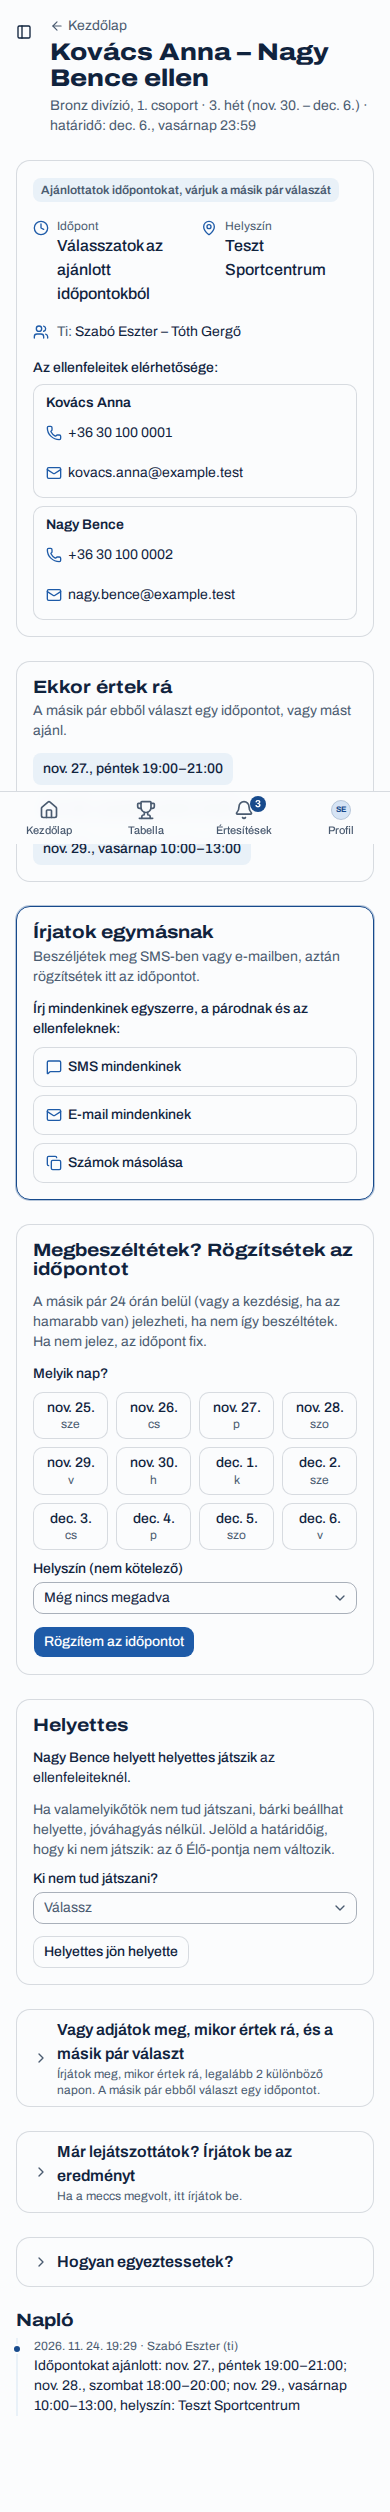 Kezdőlap
Kovács Anna – Nagy
Bence ellen
Bronz divízió, 1. csoport · 3. hét (nov. 30. – dec. 6.) ·
határidő: dec. 6., vasárnap 23:59
Ajánlottatok időpontokat, várjuk a másik pár válaszát
Időpont
Válasszatok az
ajánlott
időpontokból
Helyszín
Teszt
Sportcentrum
Ti: Szabó Eszter – Tóth Gergő
Az ellenfeleitek elérhetősége:
Kovács Anna
+36 30 100 0001
kovacs.anna@example.test
Nagy Bence
+36 30 100 0002
nagy.bence@example.test
Ekkor értek rá
A másik pár ebből választ egy időpontot, vagy mást
ajánl.
nov. 27., péntek 19:00–21:00
Kezdőlap
Tabella
3
Értesítések
SE
Profil
nov. 29., vasárnap 10:00–13:00
Írjatok egymásnak
Beszéljétek meg SMS-ben vagy e-mailben, aztán
rögzítsétek itt az időpontot.
Írj mindenkinek egyszerre, a párodnak és az
ellenfeleknek:
SMS mindenkinek
E-mail mindenkinek
Számok másolása
Megbeszéltétek? Rögzítsétek az
időpontot
A másik pár 24 órán belül (vagy a kezdésig, ha az
hamarabb van) jelezheti, ha nem így beszéltétek.
Ha nem jelez, az időpont fix.
Melyik nap?
nov. 25.
sze
nov. 26.
cs
nov. 27.
p
nov. 28.
szo
nov. 29.
v
nov. 30.
h
dec. 1.
k
dec. 2.
sze
dec. 3.
cs
dec. 4.
p
dec. 5.
szo
dec. 6.
v
Helyszín (nem kötelező)
Még nincs megadva
Rögzítem az időpontot
Helyettes
Nagy Bence helyett helyettes játszik az
ellenfeleiteknél.
Ha valamelyikőtök nem tud játszani, bárki beállhat
helyette, jóváhagyás nélkül. Jelöld a határidőig,
hogy ki nem játszik: az ő Élő-pontja nem változik.
Ki nem tud játszani?
Válassz
Helyettes jön helyette
Vagy adjátok meg, mikor értek rá, és a
másik pár választ
Írjátok meg, mikor értek rá, legalább 2 különböző
napon. A másik pár ebből választ egy időpontot.
Már lejátszottátok? Írjátok be az
eredményt
Ha a meccs megvolt, itt írjátok be.
Hogyan egyeztessetek?
Napló
2026. 11. 24. 19:29 · Szabó Eszter (ti)
Időpontokat ajánlott: nov. 27., péntek 19:00–21:00;
nov. 28., szombat 18:00–20:00; nov. 29., vasárnap
10:00–13:00, helyszín: Teszt Sportcentrum